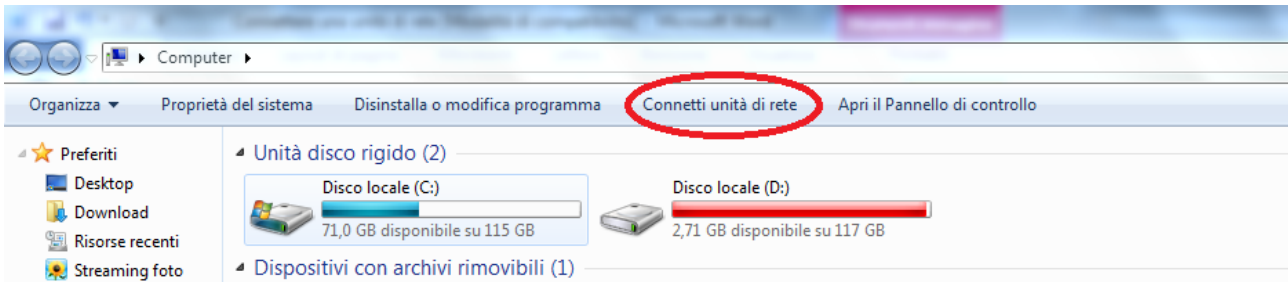 Computer
Organizza Proprietà del sistema Disinstalla o modifica programma Connetti unità di rete Apri il Pannello di controllo
Preferiti
Desktop
Download
Risorse recenti
Streaming foto
Unità disco rigido (2)
Disco locale (C:)
71,0 GB disponibile su 115 GB
Disco locale (D:)
2,71 GB disponibile su 117 GB
Dispositivi con archivi rimovibili (1)